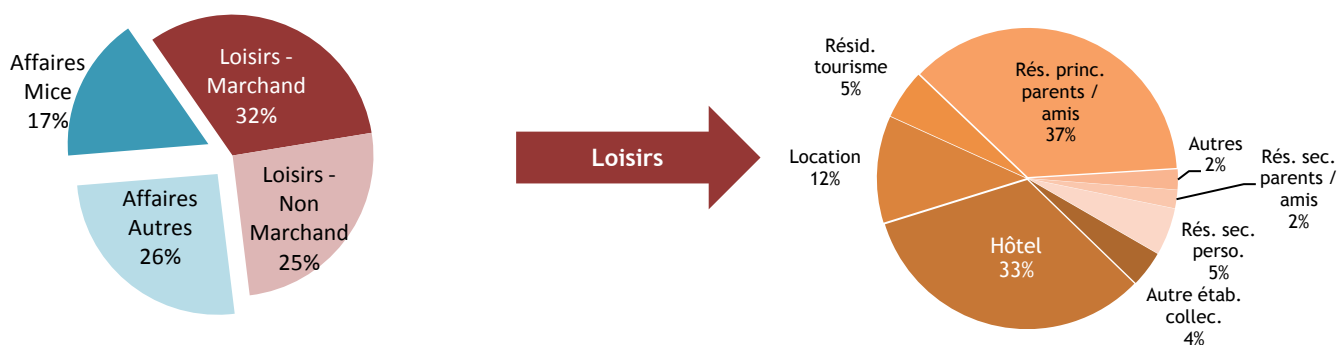 Affaires
Mice
17%
Loisirs -
Marchand
32%
Loisirs -
Non
Marchand
25%
Affaires
Autres
26%
Loisirs
Résid.
tourisme
5%
Rés. princ.
parents /
amis
37%
Autres
2%
Rés. sec.
parents /
amis
2%
Rés. sec.
perso.
5%
Autre étab.
collec.
4%
Hôtel
33%
Location
12%